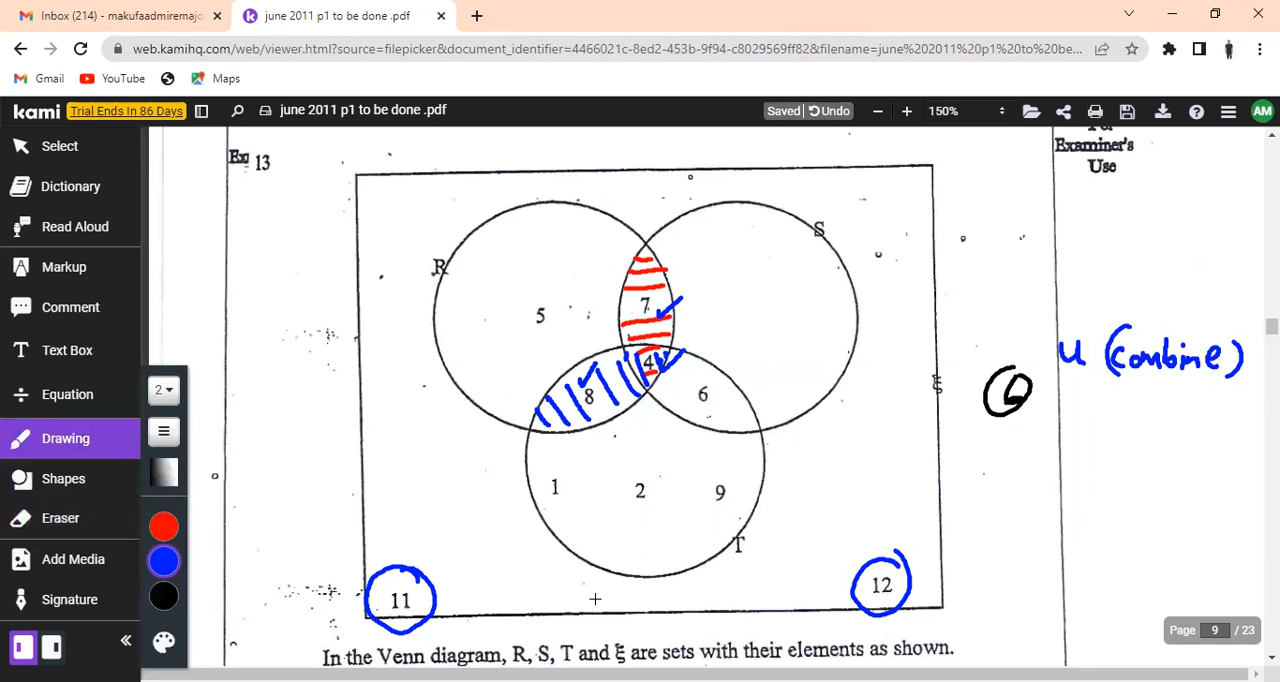 Inbox (214) - makufaadmiremajo
june 2011 p1 to be done .pdf
web.kamihq.com/web/viewer.html?source=filepicker&document_identifier=4466021c-8ed2-453b-9f94-c8029569ff82&filename=june%202011%20p1%20to%20be...
Gmail
YouTube
Maps
kami
Trial Ends In 86 Days
june 2011 p1 to be done .pdf
Saved
Undo
150%
AM
Select
Dictionary
Read Aloud
Markup
Comment
Text Box
Equation
Drawing
2
Shapes
Eraser
Add Media
Signature
13
Examiner's
Use
R
S
5
7
4
8
6
ξ
u (combine)
1
2
9
T
11
12
Page 9 / 23
In the Venn diagram, R, S, T and ξ are sets with their elements as shown.